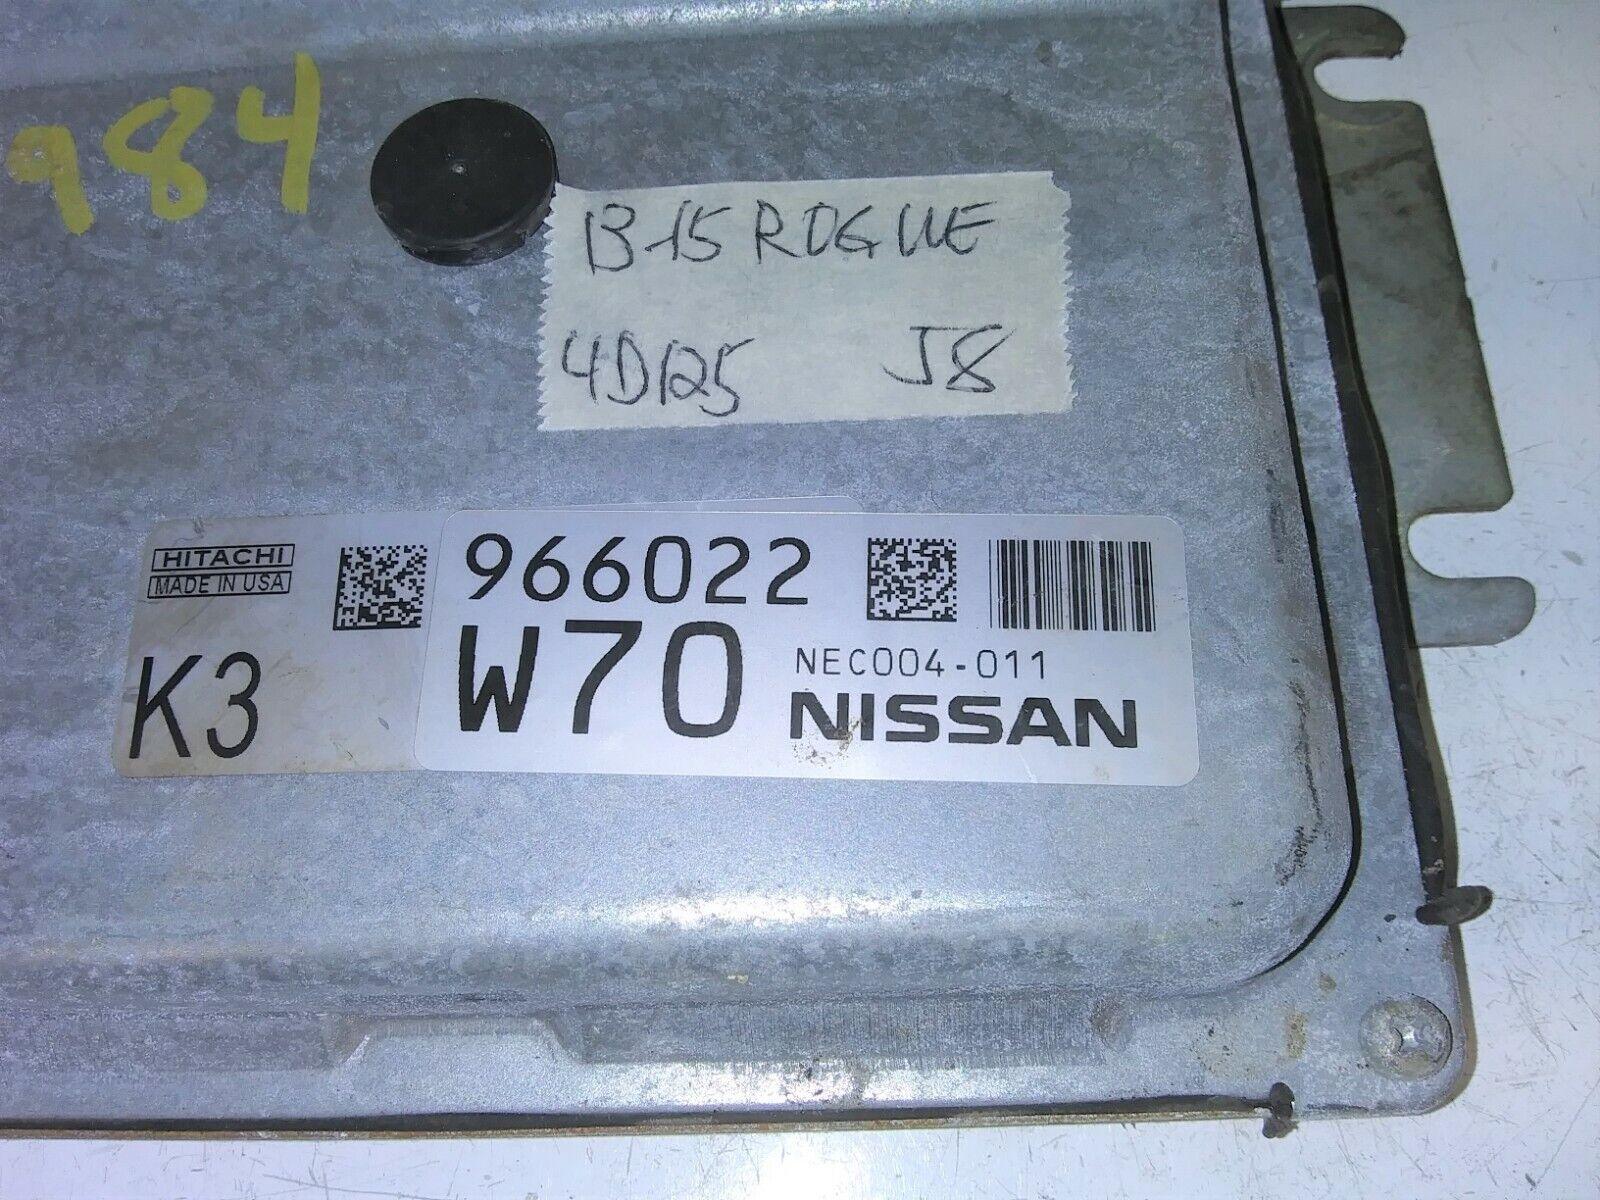 984
13-15 ROGUE
4D125 J8
HITACHI
MADE IN USA
K3
966022
W70
NEC004-011
NISSAN